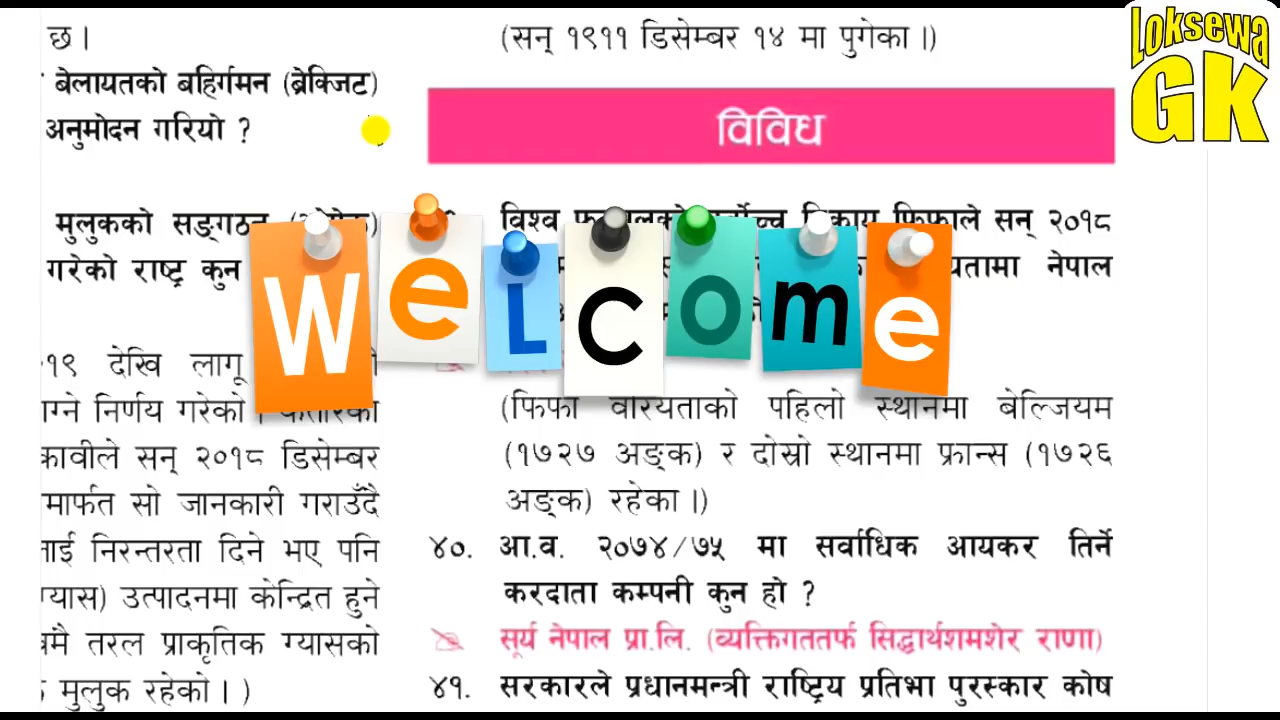 छ ।
बेलायतको बहिर्गमन (ब्रेक्जिट)
अनुमोदन गरियो ?
मुलुकको सङ्गठन
गरेको राष्ट्र कुन
१९ देखि लागू
ाग्ने निर्णय गरेको । कतारका
क्रावीले सन् २०१८ डिसेम्बर
मार्फत सो जानकारी गराउँदै
नाई निरन्तरता दिने भए पनि
ग्यास) उत्पादनमा केन्द्रित हुने
वमै तरल प्राकृतिक ग्यासको
मुलुक रहेको । )
(सन् १९११ डिसेम्बर १४ मा पुगेका ।)
विविध
विश्व फुटबलको सर्वोच्च निकाय फिफाले सन् २०१८
नेपाल
(फिफा वरियताको पहिलो स्थानमा बेल्जियम
(१७२७ अङ्क) र दोस्रो स्थानमा फ्रान्स (१७२६
अङ्क) रहेका ।)
४०. आ.व. २०७४/७५ मा सर्वाधिक आयकर तिर्ने
करदाता कम्पनी कुन हो ?
सूर्य नेपाल प्रा.लि. (व्यक्तिगततर्फ सिद्धार्थशमशेर राणा)
४१. सरकारले प्रधानमन्त्री राष्ट्रिय प्रतिभा पुरस्कार कोष
WeLcome
Loksewa
GK